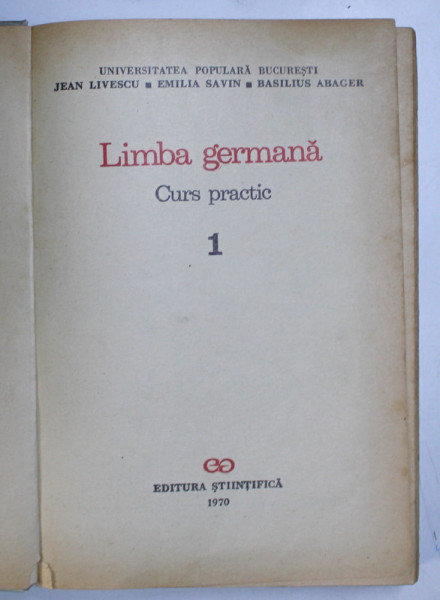 UNIVERSITATEA POPULARĂ BUCUREȘTI
JEAN LIVESCU ■ EMILIA SAVIN ■ BASILIUS ABAGER
Limba germană
Curs practic
1
EDITURA ȘTIINȚIFICĂ
1970